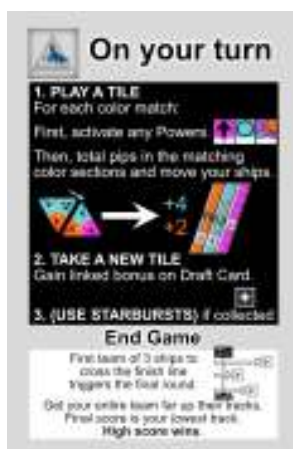 On your turn
1. PLAY A TILE
For each color match:
First, activate any Powers
Then, total pips in the matching
color sections and move your ships.
+4
+2
2. TAKE A NEW TILE
Gain linked bonus on Draft Card.
3. (USE STARBURSTS) if collected
End Game
First team of 3 ships to
cross the finish line
triggers the final round.
Get your entire team far up their tracks.
Final score is your lowest track.
High score wins.